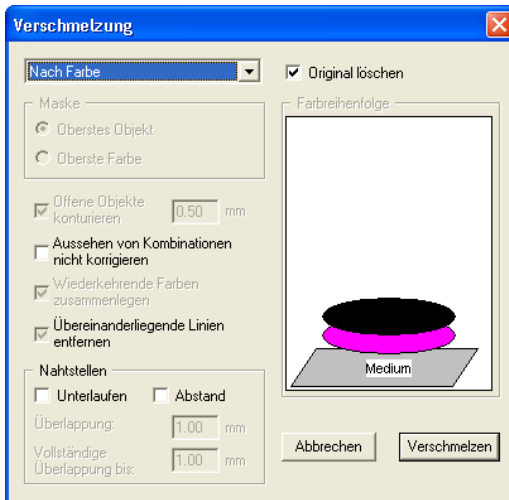 Verschmelzung
Nach Farbe
Original löschen
Maske
Oberstes Objekt
Oberste Farbe
Offene Objekte
konturieren
0.50 mm
Aussehen von Kombinationen
nicht korrigieren
Wiederkehrende Farben
zusammenlegen
Übereinanderliegende Linien
entfernen
Nahtstellen
Unterlaufen
Abstand
Überlappung:
1.00 mm
Vollständige
Überlappung bis:
1.00 mm
Farbreihenfolge
Medium
Abbrechen
Verschmelzen